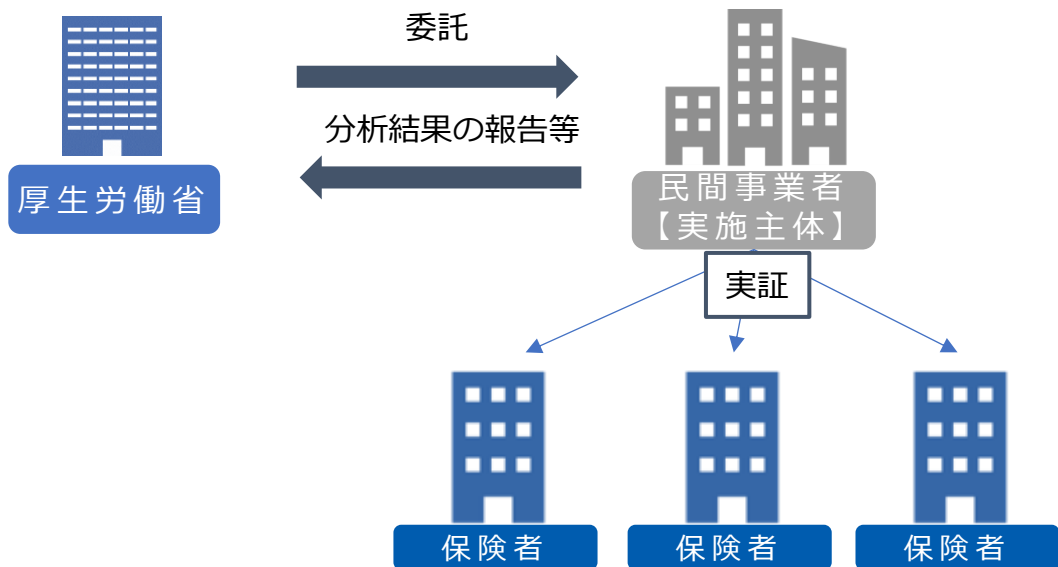 委託
分析結果の報告等
厚生労働省
民間事業者
【実施主体】
実証
保険者
保険者
保険者